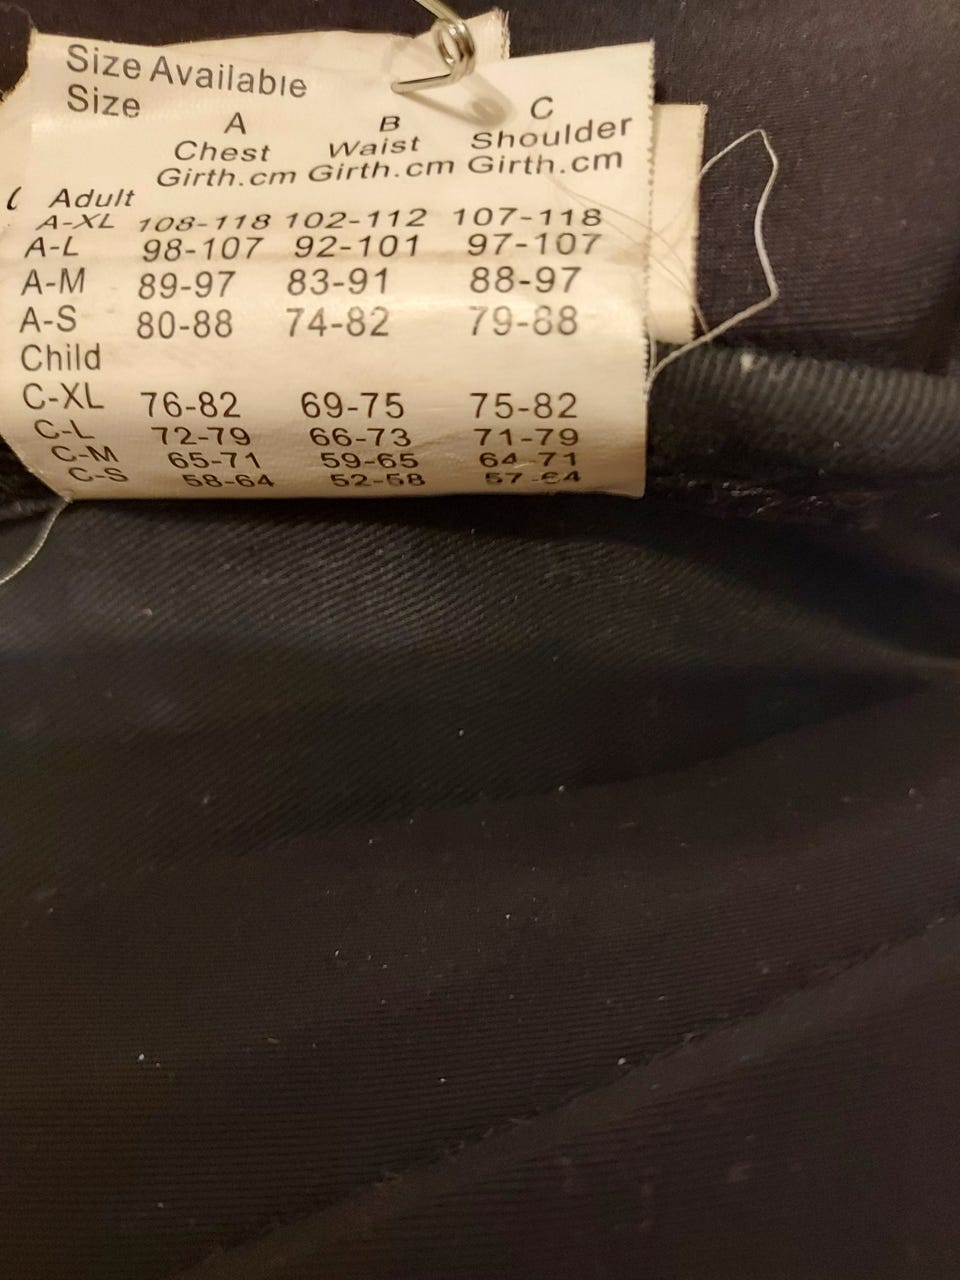 Size Available
Size
A B C
Chest Waist Shoulder
Girth.cm Girth.cm Girth.cm
Adult
A-XL 108-118 102-112 107-118
A-L 98-107 92-101 97-107
A-M 89-97 83-91 88-97
A-S 80-88 74-82 79-88
Child
C-XL 76-82 69-75 75-82
C-L 72-79 66-73 71-79
C-M 65-71 59-65 64-71
C-S 58-64 52-58 57-64